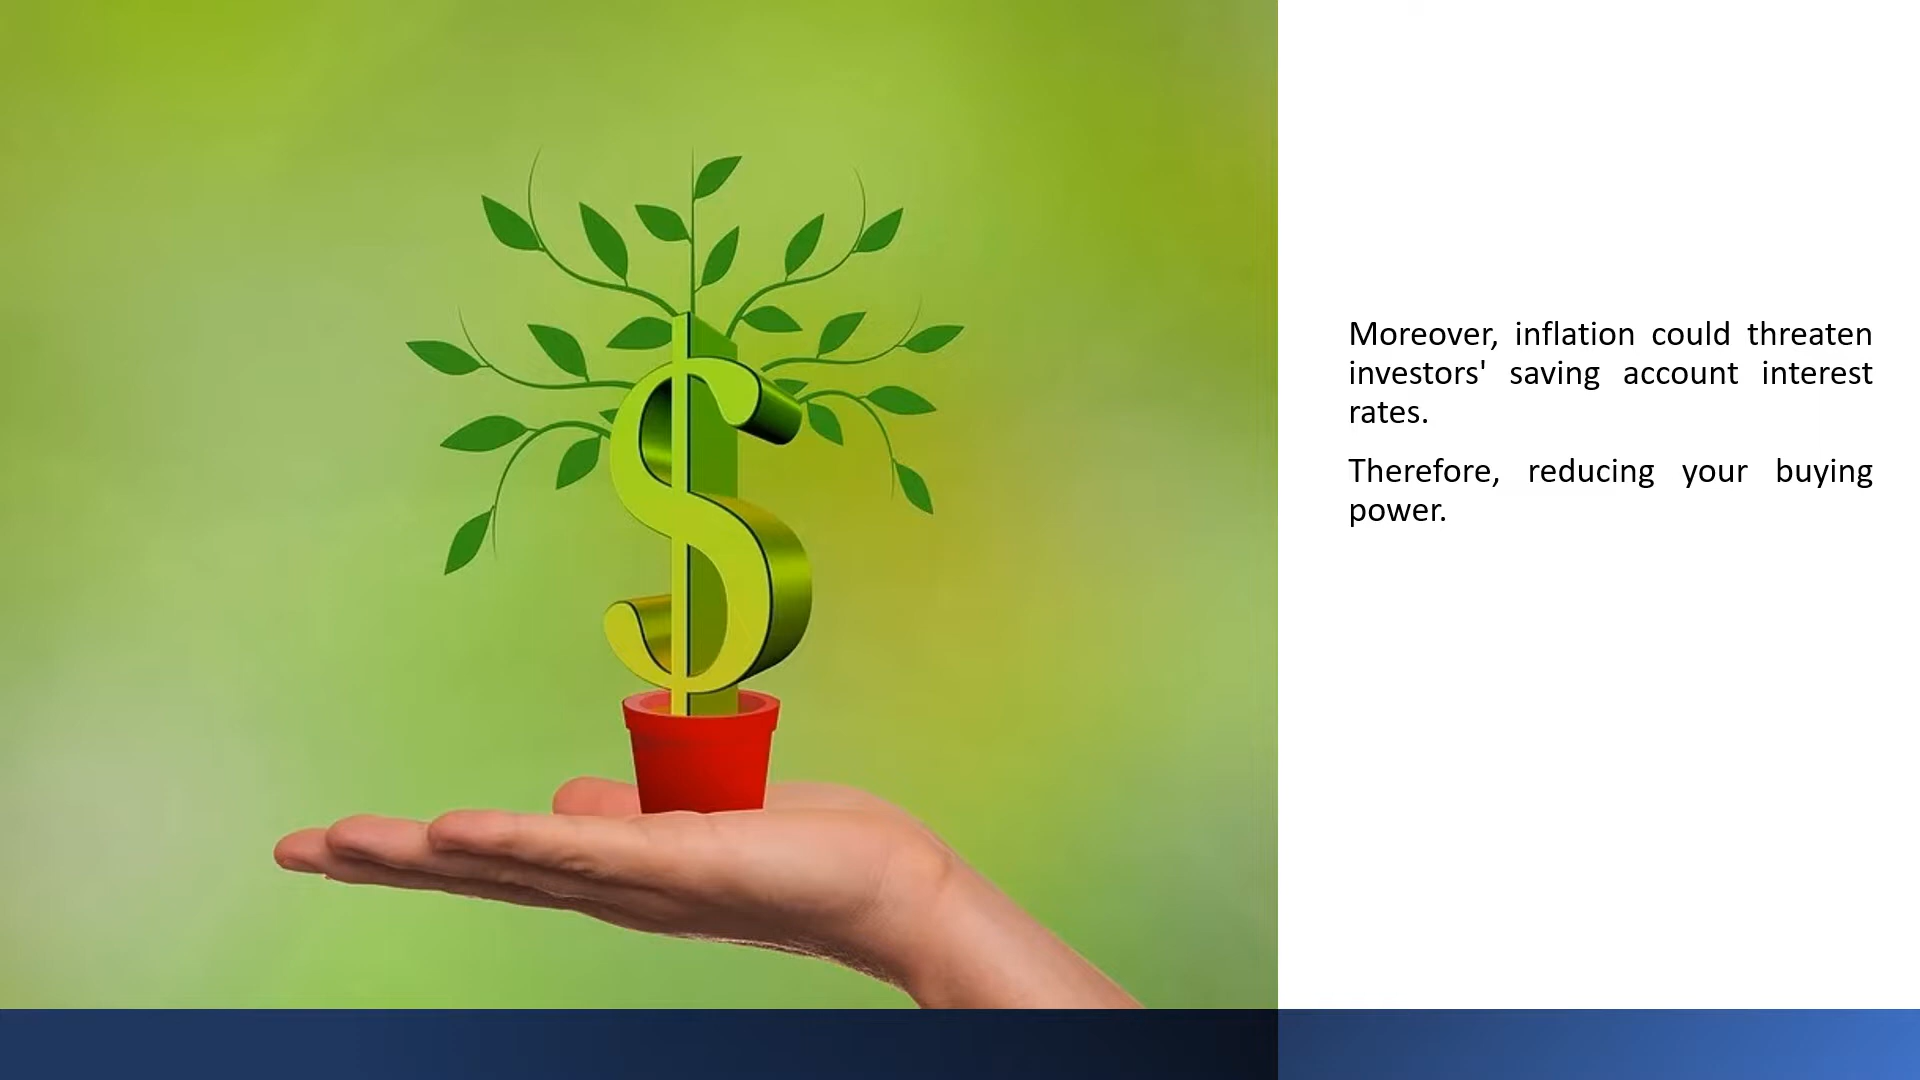 Moreover, inflation could threaten
investors' saving account interest
rates.
Therefore, reducing your buying
power.